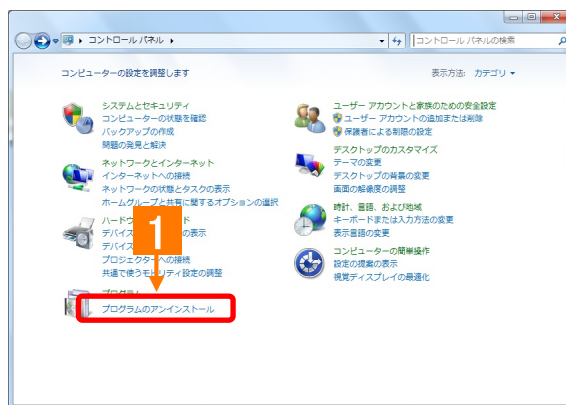 コントロール パネル
コントロール パネルの検索
コンピューターの設定を調整します
表示方法: カテゴリ
システムとセキュリティ
コンピューターの状態を確認
バックアップの作成
問題の発見と解決
ネットワークとインターネット
インターネットへの接続
ネットワークの状態とタスクの表示
ホームグループと共有に関するオプションの選択
ハードウ ド
デバイス の表示
デバイス
プロジェクターへの接続
共通で使うモビリティ設定の調整
1
プログラム
プログラムのアンインストール
ユーザー アカウントと家族のための安全設定
ユーザー アカウントの追加または削除
保護者による制限の設定
デスクトップのカスタマイズ
テーマの変更
デスクトップの背景の変更
画面の解像度の調整
時計、言語、および地域
キーボードまたは入力方法の変更
表示言語の変更
コンピューターの簡単操作
設定の提案の表示
視覚ディスプレイの最適化